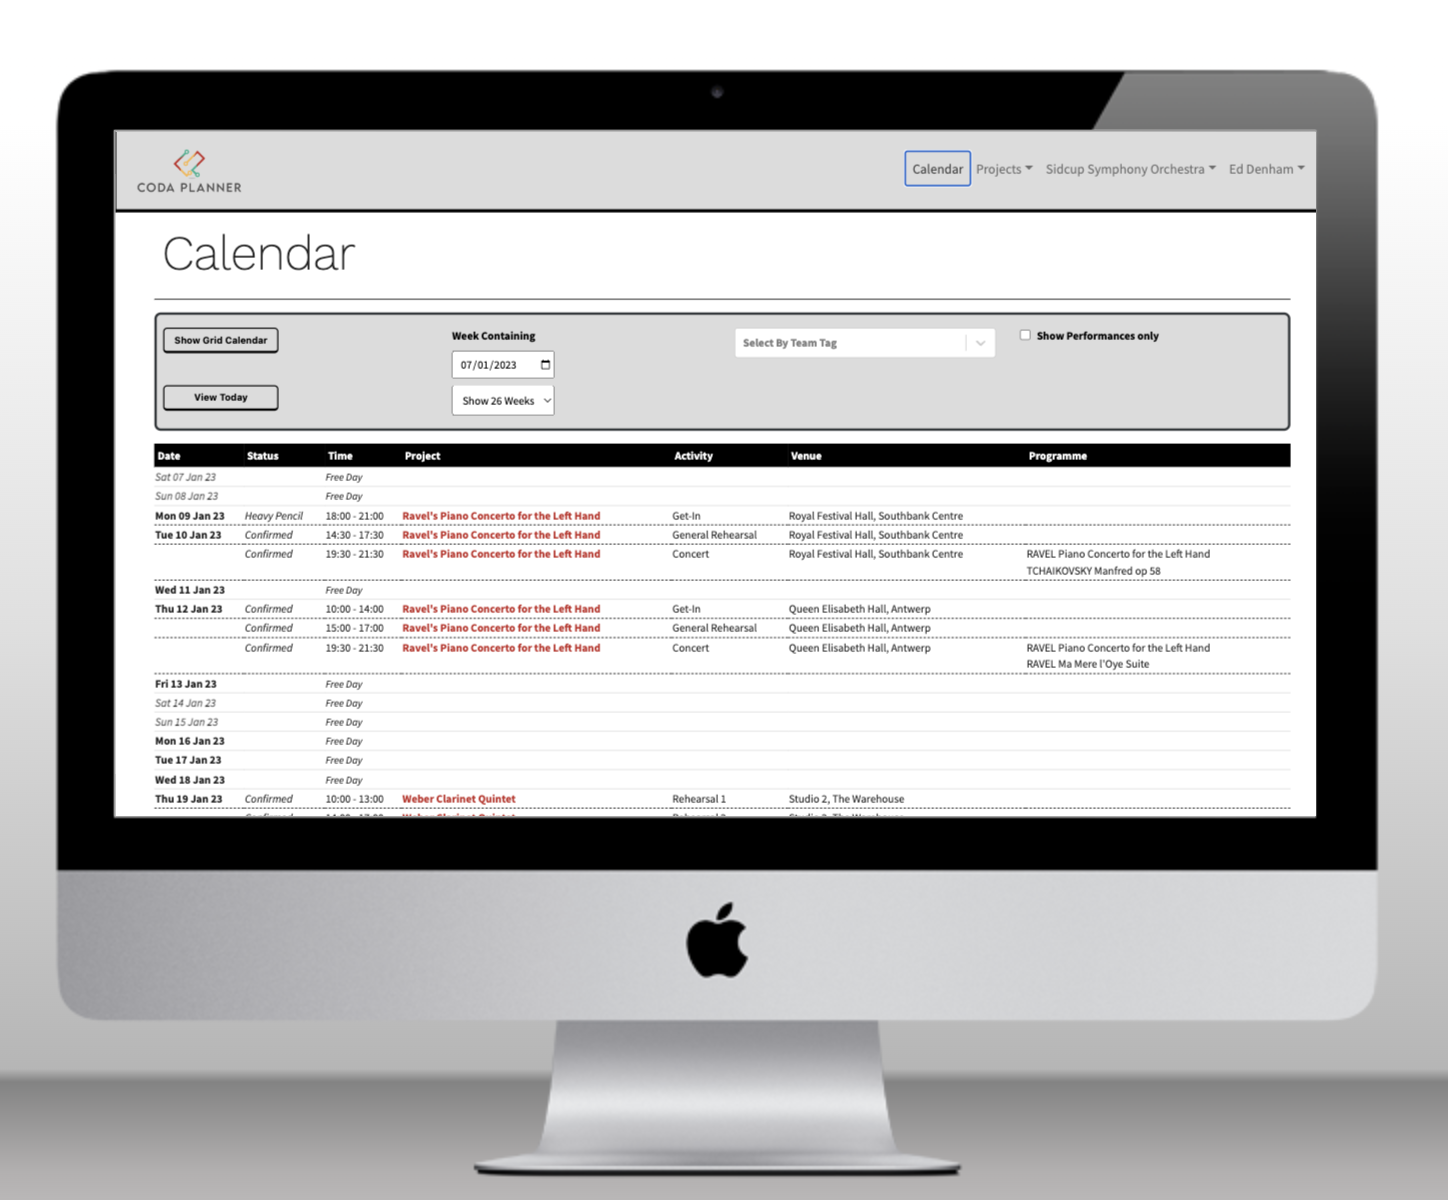 CODA PLANNER
Calendar Projects Sidcup Symphony Orchestra Ed Denham
Calendar
Show Grid Calendar Week Containing Select By Team Tag Show Performances only
07/01/2023
View Today Show 26 Weeks
Date Status Time Project Activity Venue Programme
Sat 07 Jan 23 Free Day
Sun 08 Jan 23 Free Day
Mon 09 Jan 23 Heavy Pencil 18:00 - 21:00 Ravel's Piano Concerto for the Left Hand Get-In Royal Festival Hall, Southbank Centre
Tue 10 Jan 23 Confirmed 14:30 - 17:30 Ravel's Piano Concerto for the Left Hand General Rehearsal Royal Festival Hall, Southbank Centre
Confirmed 19:30 - 21:30 Ravel's Piano Concerto for the Left Hand Concert Royal Festival Hall, Southbank Centre RAVEL Piano Concerto for the Left Hand
TCHAIKOVSKY Manfred op 58
Wed 11 Jan 23 Free Day
Thu 12 Jan 23 Confirmed 10:00 - 14:00 Ravel's Piano Concerto for the Left Hand Get-In Queen Elisabeth Hall, Antwerp
Confirmed 15:00 - 17:00 Ravel's Piano Concerto for the Left Hand General Rehearsal Queen Elisabeth Hall, Antwerp
Confirmed 19:30 - 21:30 Ravel's Piano Concerto for the Left Hand Concert Queen Elisabeth Hall, Antwerp RAVEL Piano Concerto for the Left Hand
RAVEL Ma Mere l'Oye Suite
Fri 13 Jan 23 Free Day
Sat 14 Jan 23 Free Day
Sun 15 Jan 23 Free Day
Mon 16 Jan 23 Free Day
Tue 17 Jan 23 Free Day
Wed 18 Jan 23 Free Day
Thu 19 Jan 23 Confirmed 10:00 - 13:00 Weber Clarinet Quintet Rehearsal 1 Studio 2, The Warehouse